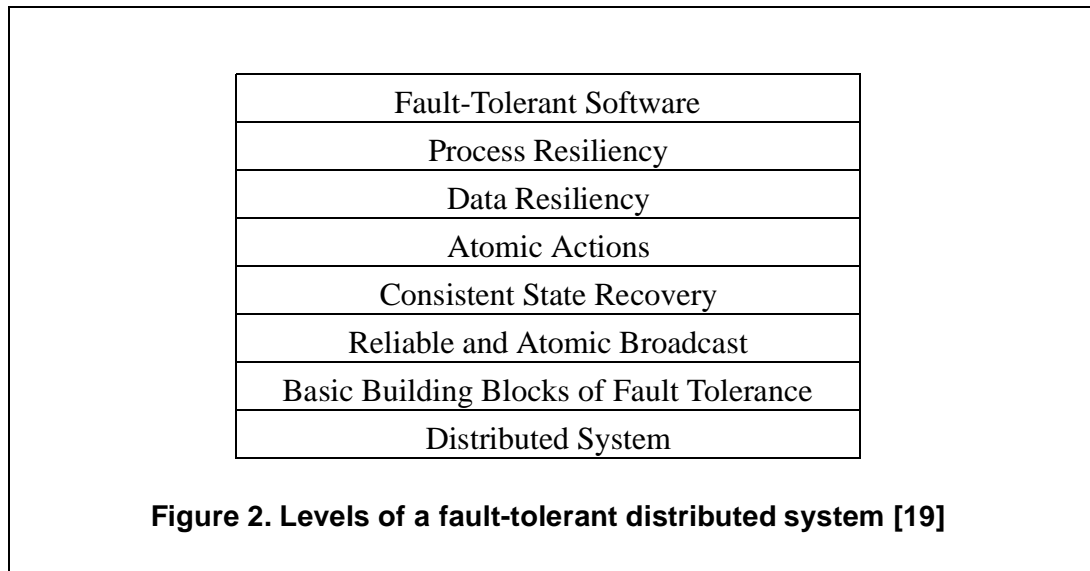 Fault-Tolerant Software
Process Resiliency
Data Resiliency
Atomic Actions
Consistent State Recovery
Reliable and Atomic Broadcast
Basic Building Blocks of Fault Tolerance
Distributed System
Figure 2. Levels of a fault-tolerant distributed system [19]